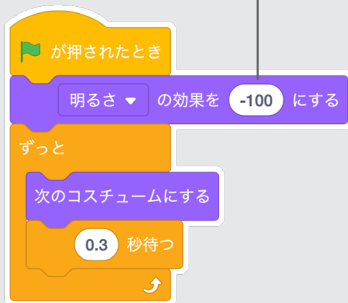 が押されたとき
明るさ の効果を -100 にする
ずっと
次のコスチュームにする
0.3 秒待つ